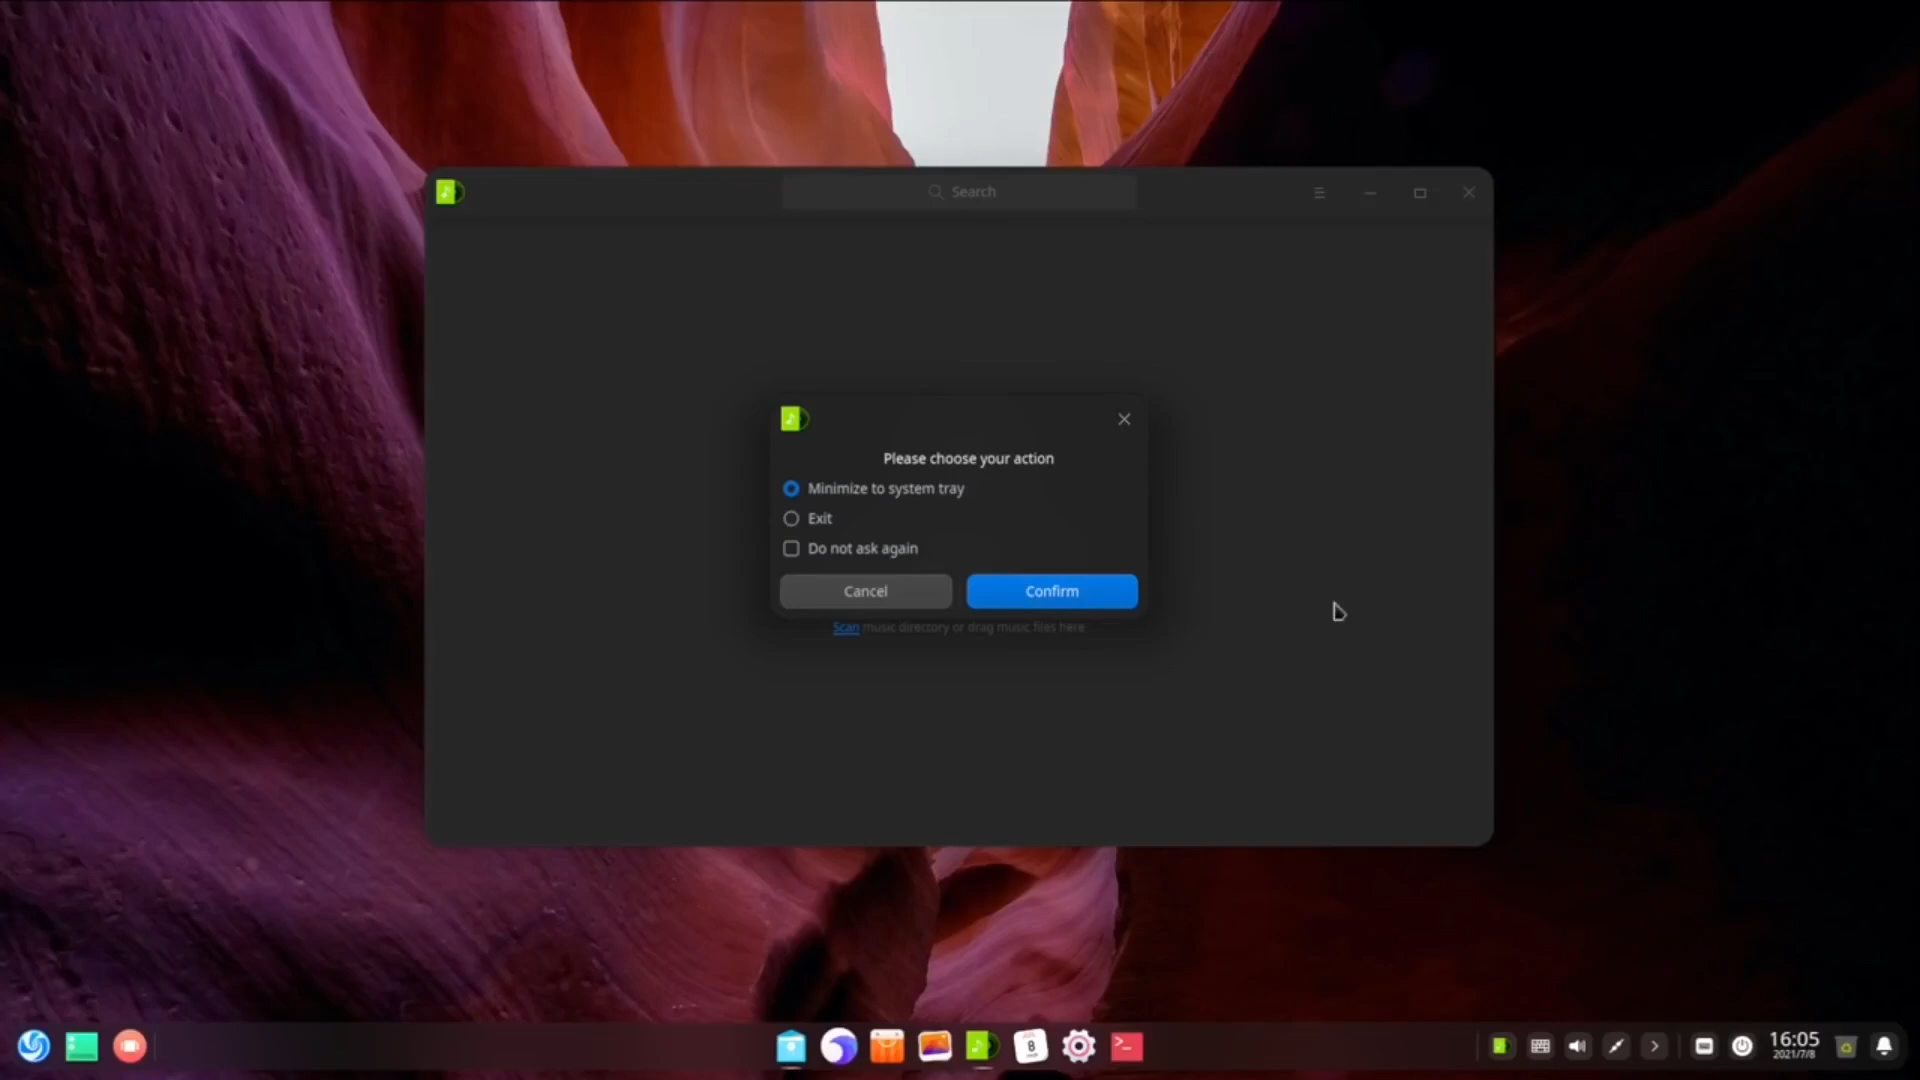 Search
Please choose your action
Minimize to system tray
Exit
Do not ask again
Cancel
Confirm
Scan music directory or drag music files here
8
>_
16:05
2021/7/8